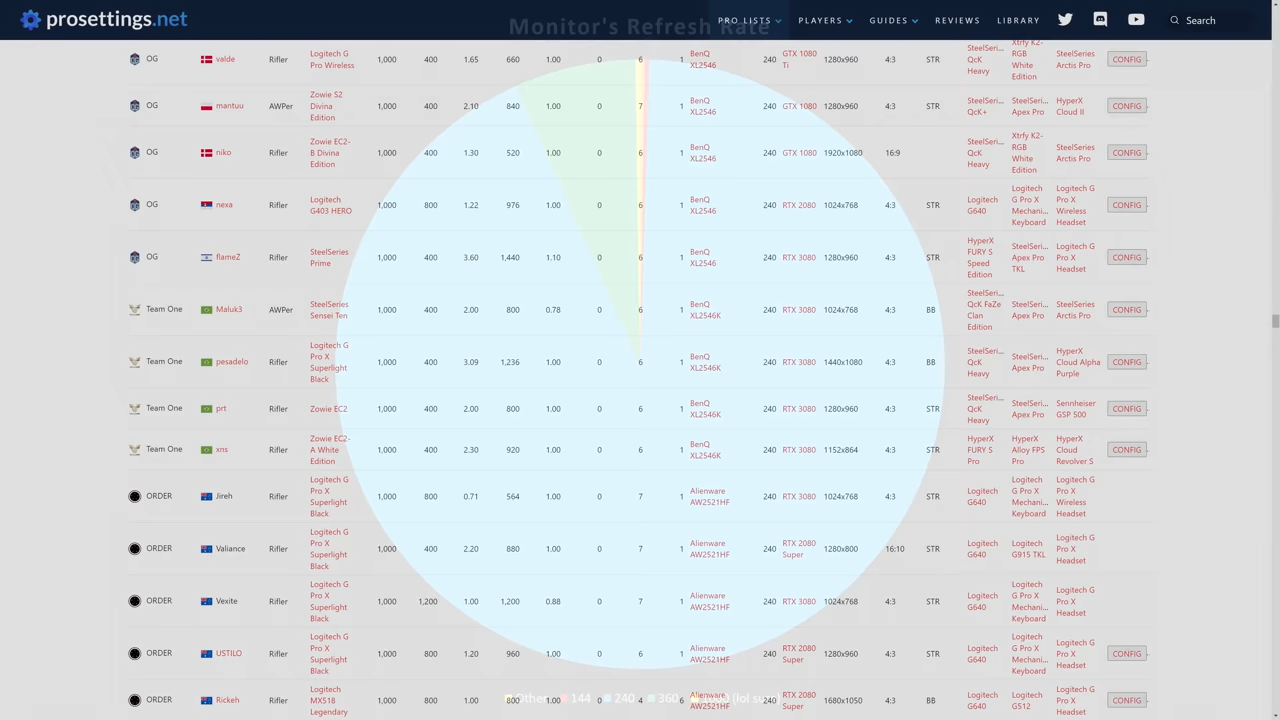 prosettings.net PRO LISTS PLAYERS GUIDES REVIEWS LIBRARY Search
Monitor's Refresh Rate
OG valde Rifler Logitech G Pro Wireless 1,000 400 1.65 660 1.00 0 6 1 BenQ XL2546 240 GTX 1080 Ti 1280x960 4:3 STR SteelSeri... QcK Heavy Xtrfy K2-RGB White Edition SteelSeries Arctis Pro CONFIG
OG mantuu AWPer Zowie S2 Divina Edition 1,000 400 2.10 840 1.00 0 7 1 BenQ XL2546 240 GTX 1080 1280x960 4:3 STR SteelSeri... QcK+ SteelSeries Apex Pro HyperX Cloud II CONFIG
OG niko Rifler Zowie EC2-B Divina Edition 1,000 400 1.30 520 1.00 0 6 1 BenQ XL2546 240 GTX 1080 1920x1080 16:9 SteelSeri... QcK Heavy Xtrfy K2-RGB White Edition SteelSeries Arctis Pro CONFIG
OG nexa Rifler Logitech G403 HERO 1,000 800 1.22 976 1.00 0 6 1 BenQ XL2546 240 RTX 2080 1024x768 4:3 STR Logitech G640 Logitech G Pro X Mechani... Keyboard Logitech G Pro X Wireless Headset CONFIG
OG flameZ Rifler SteelSeries Prime 1,000 400 3.60 1,440 1.10 0 6 1 BenQ XL2546 240 RTX 3080 1280x960 4:3 STR HyperX FURY S Speed Edition SteelSeri... Apex Pro TKL Logitech G Pro X Headset CONFIG
Team One Maluk3 AWPer SteelSeries Sensei Ten 1,000 400 2.00 800 0.78 0 6 1 BenQ XL2546K 240 RTX 3080 1024x768 4:3 BB SteelSeri... QcK FaZe Clan Edition SteelSeries Apex Pro SteelSeries Arctis Pro CONFIG
Team One pesadelo Rifler Logitech G Pro X Superlight Black 1,000 400 3.09 1,236 1.00 0 6 1 BenQ XL2546K 240 RTX 3080 1440x1080 4:3 BB SteelSeri... QcK Heavy SteelSeries Apex Pro HyperX Cloud Alpha Purple CONFIG
Team One prt Rifler Zowie EC2 1,000 400 2.00 800 1.00 0 6 1 BenQ XL2546K 240 RTX 3080 1280x960 4:3 STR SteelSeri... QcK Heavy SteelSeries Apex Pro Sennheiser GSP 500 CONFIG
Team One xns Rifler Zowie EC2-A White Edition 1,000 400 2.30 920 1.00 0 6 1 BenQ XL2546K 240 RTX 3080 1152x864 4:3 STR HyperX FURY S Pro HyperX Alloy FPS Pro HyperX Cloud Revolver S CONFIG
ORDER Jireh Rifler Logitech G Pro X Superlight Black 1,000 800 0.71 564 1.00 0 7 1 Alienware AW2521HF 240 RTX 3080 1024x768 4:3 STR Logitech G640 Logitech G Pro X Mechani... Keyboard Logitech G Pro X Wireless Headset CONFIG
ORDER Valiance Rifler Logitech G Pro X Superlight Black 1,000 400 2.20 880 1.00 0 7 1 Alienware AW2521HF 240 RTX 2080 Super 1280x800 16:10 STR Logitech G640 Logitech G915 TKL Logitech G Pro X Headset
ORDER Vexite Rifler Logitech G Pro X Superlight Black 1,000 1,200 1.00 1,200 0.88 0 7 1 Alienware AW2521HF 240 RTX 3080 1024x768 4:3 STR Logitech G640 Logitech G Pro X Mechani... Keyboard Logitech G Pro X Headset
ORDER USTILO Rifler Logitech G Pro X Superlight Black 1,000 800 1.20 960 1.00 0 6 1 Alienware AW2521HF 240 RTX 2080 Super 1280x960 4:3 STR Logitech G640 Logitech G Pro X Mechani... Keyboard Logitech G Pro X Headset CONFIG
ORDER Rickeh Rifler Logitech MX518 Legendary 1,000 800 1.00 800 1.00 0 4 6 Alienware AW2521HF 240 RTX 2080 Super 1680x1050 4:3 BB Logitech G640 Logitech G512 Logitech G Pro X Headset CONFIG
Other 144 240 360